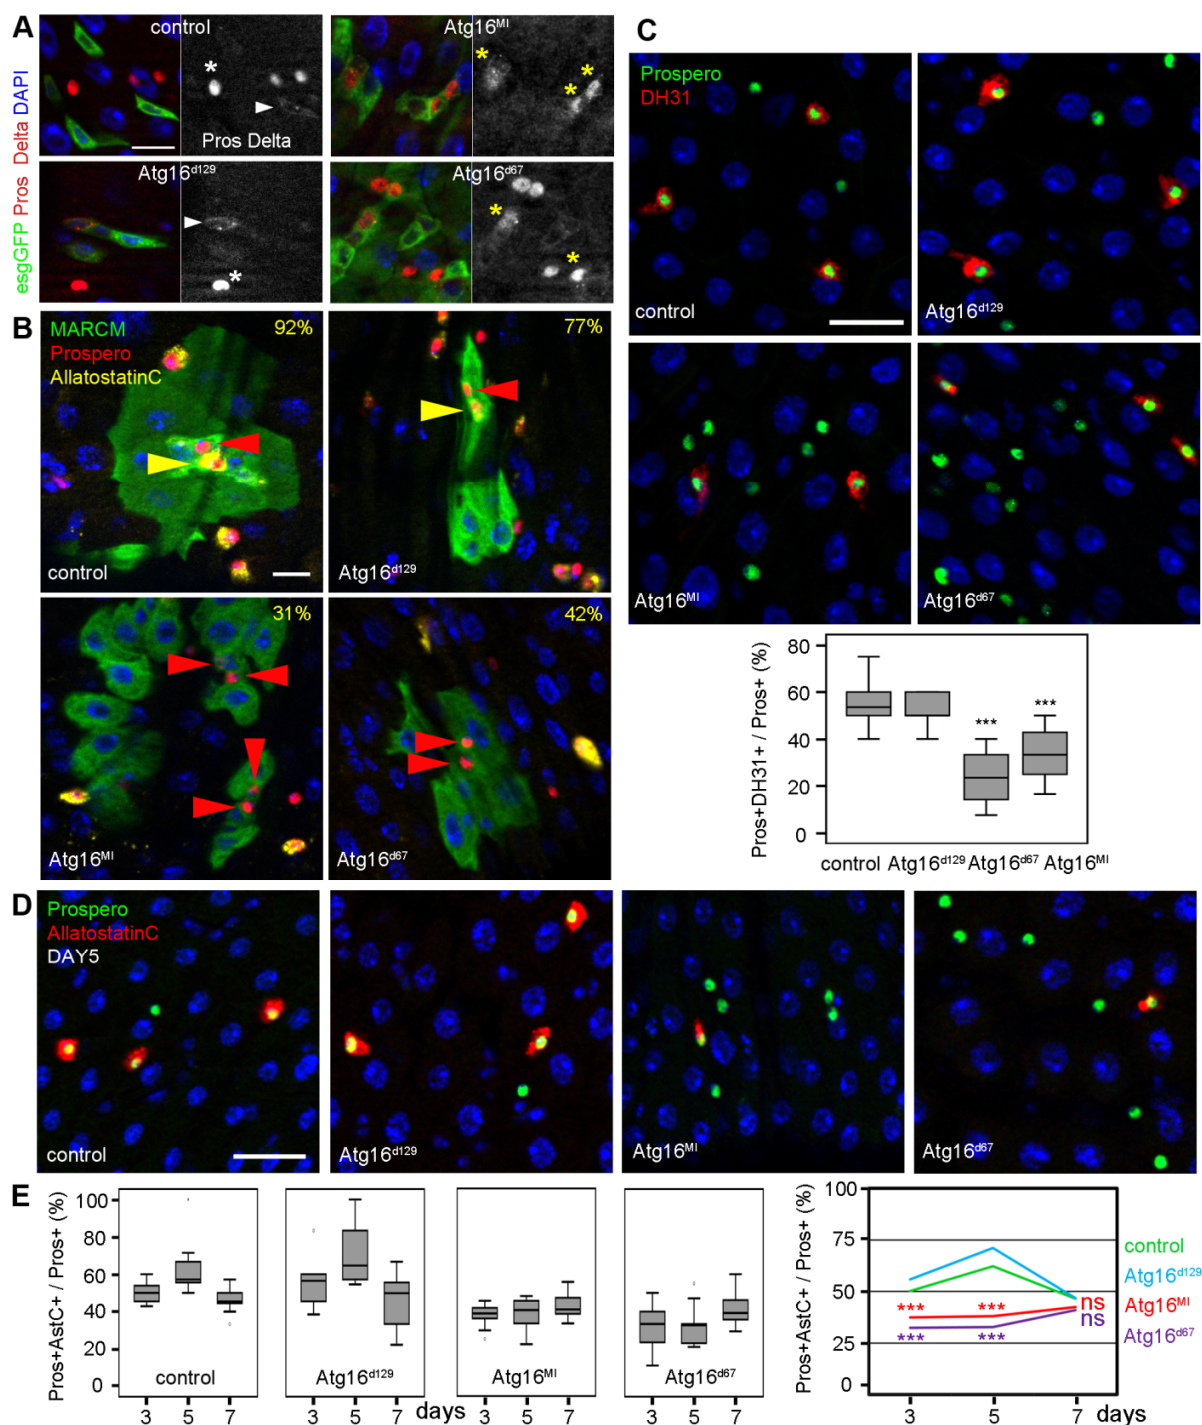 A
control
Atg16MI
esgGFP Pros Delta DAPI
*
*
*
*
Pros Delta
Atg16d129
Atg16d67
*
*
*
B
MARCM
Prospero
AllatostatinC
92%
77%
control
Atg16d129
31%
42%
Atg16MI
Atg16d67
C
Prospero
DH31
control
Atg16d129
Atg16MI
Atg16d67
Pros+DH31+ / Pros+ (%)
80
60
40
20
0
***
***
control Atg16d129 Atg16d67 Atg16MI
D
Prospero
AllatostatinC
DAY5
control
Atg16d129
Atg16MI
Atg16d67
E
Pros+AstC+ / Pros+ (%)
100
80
60
40
20
0
control
Atg16d129
Atg16MI
Atg16d67
3 5 7 3 5 7 days 3 5 7 3 5 7
Pros+AstC+ / Pros+ (%)
100
75
50
25
0
*** ***
*** ***
ns
ns
control
Atg16d129
Atg16MI
Atg16d67
3 5 7 days